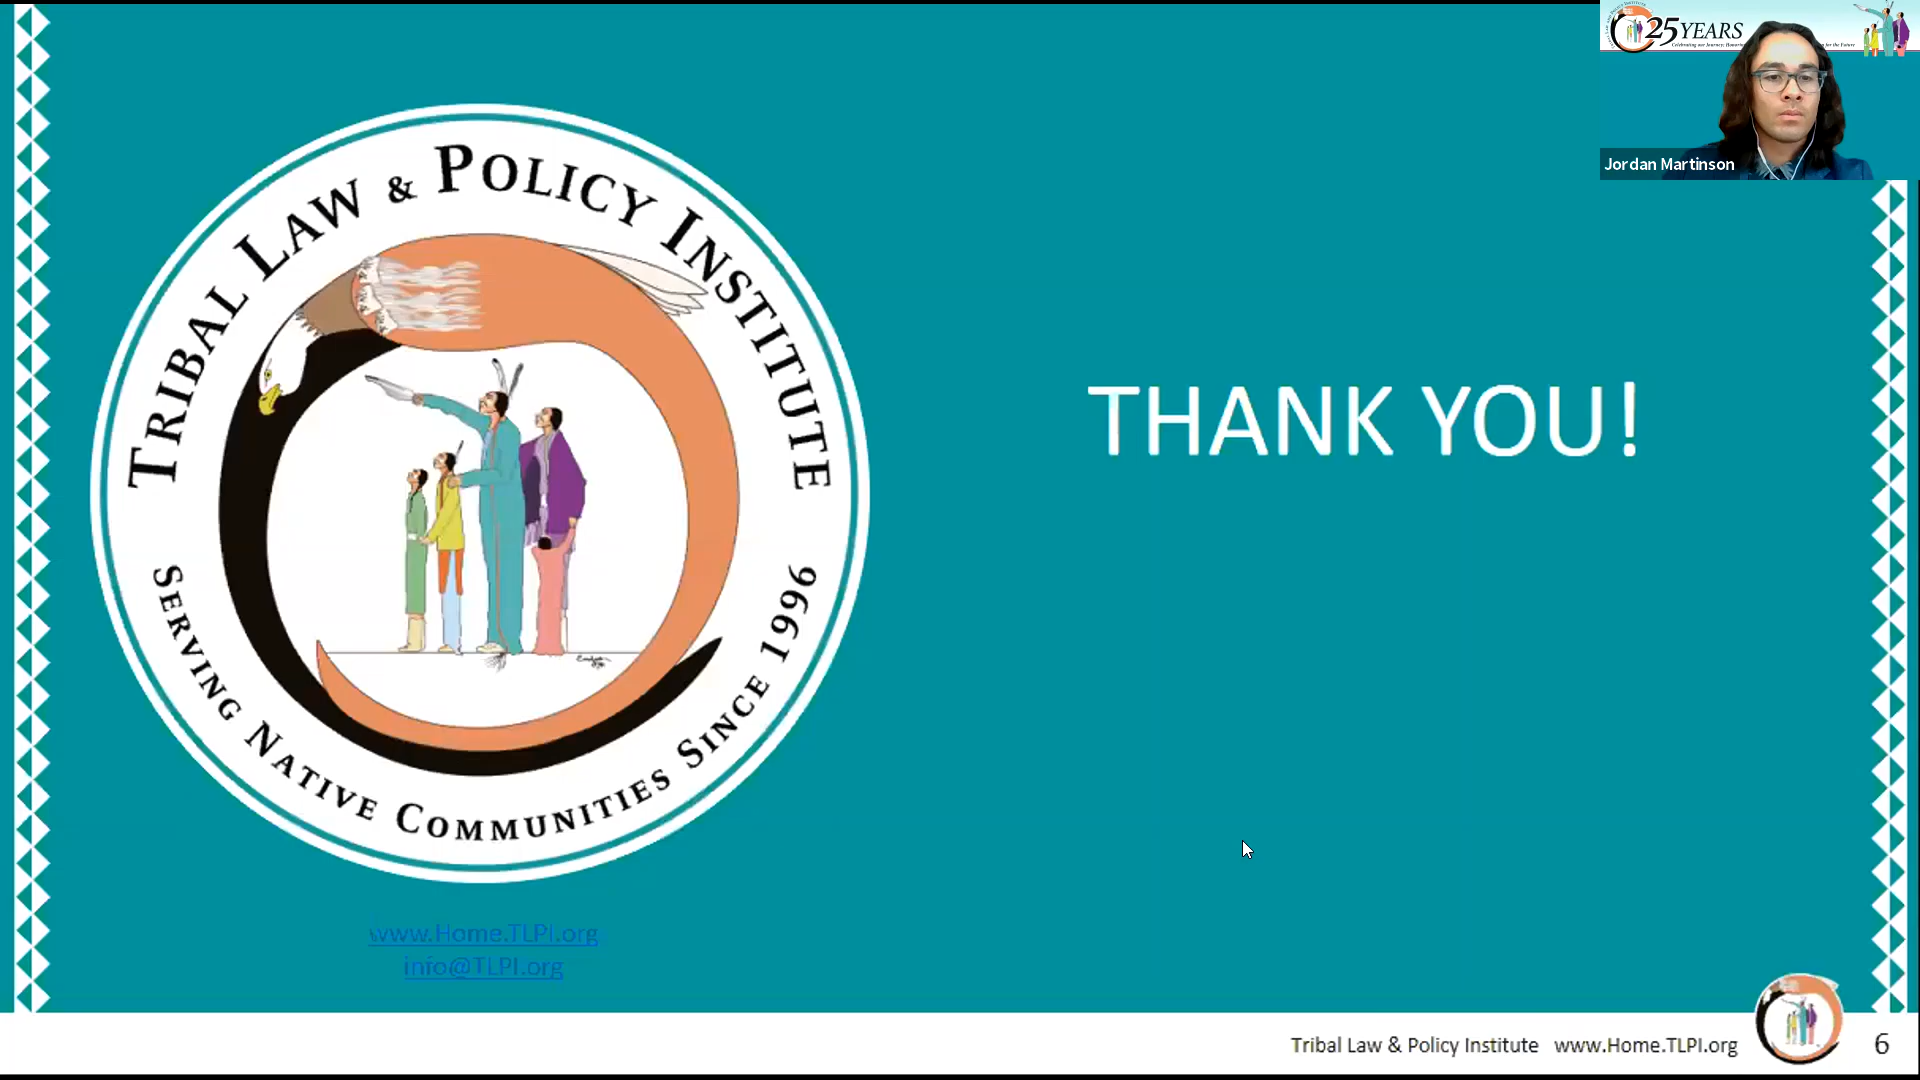 25 YEARS
Jordan Martinson
TRIBAL LAW & POLICY INSTITUTE
SERVING NATIVE COMMUNITIES SINCE 1996
THANK YOU!
www.Home.TLPI.org
info@TLPI.org
Tribal Law & Policy Institute www.Home.TLPI.org
6